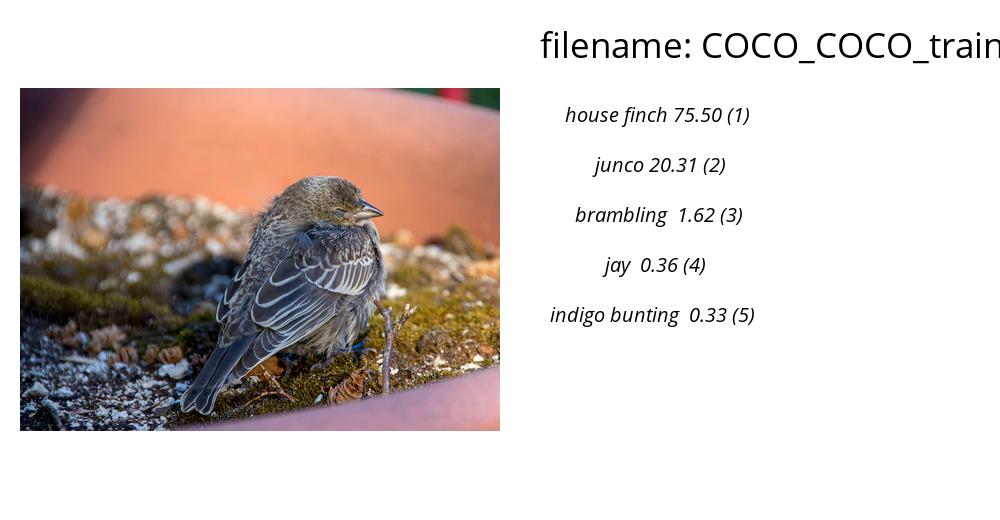 filename: COCO_COCO_train
house finch 75.50 (1)
junco 20.31 (2)
brambling 1.62 (3)
jay 0.36 (4)
indigo bunting 0.33 (5)